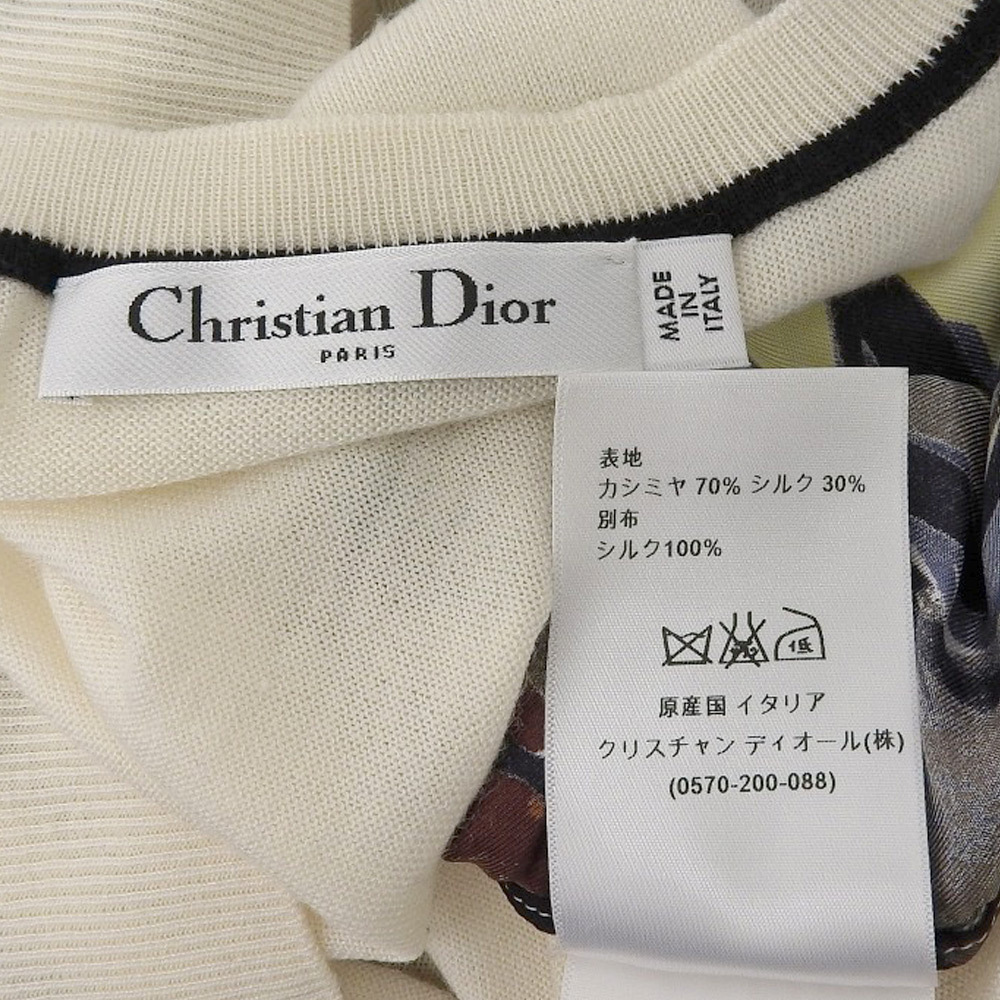 Christian Dior
PARIS
MADE
IN
ITALY
表地
カシミヤ 70% シルク 30%
別布
シルク100%
低
原産国 イタリア
クリスチャン ディオール(株)
(0570-200-088)